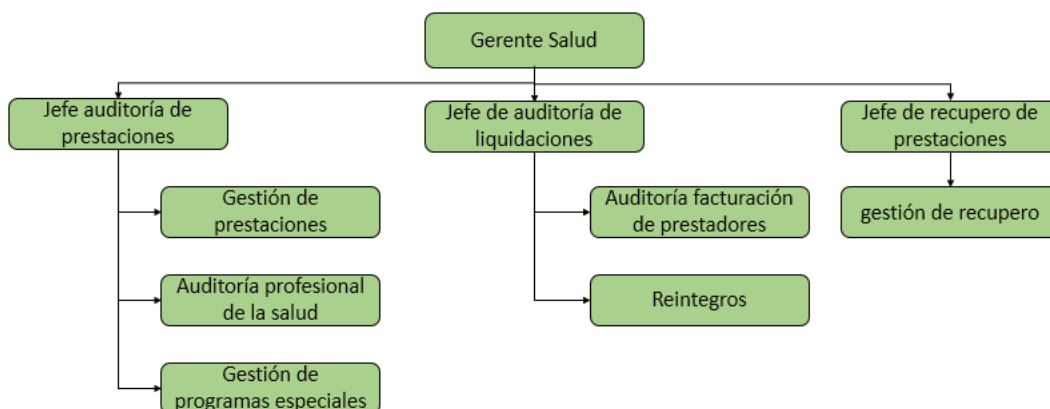 Gerente Salud
Jefe auditoría de
prestaciones
Jefe de auditoría de
liquidaciones
Jefe de recupero de
prestaciones
Gestión de
prestaciones
Auditoría facturación
de prestadores
gestión de recupero
Auditoría profesional
de la salud
Reintegros
Gestión de
programas especiales